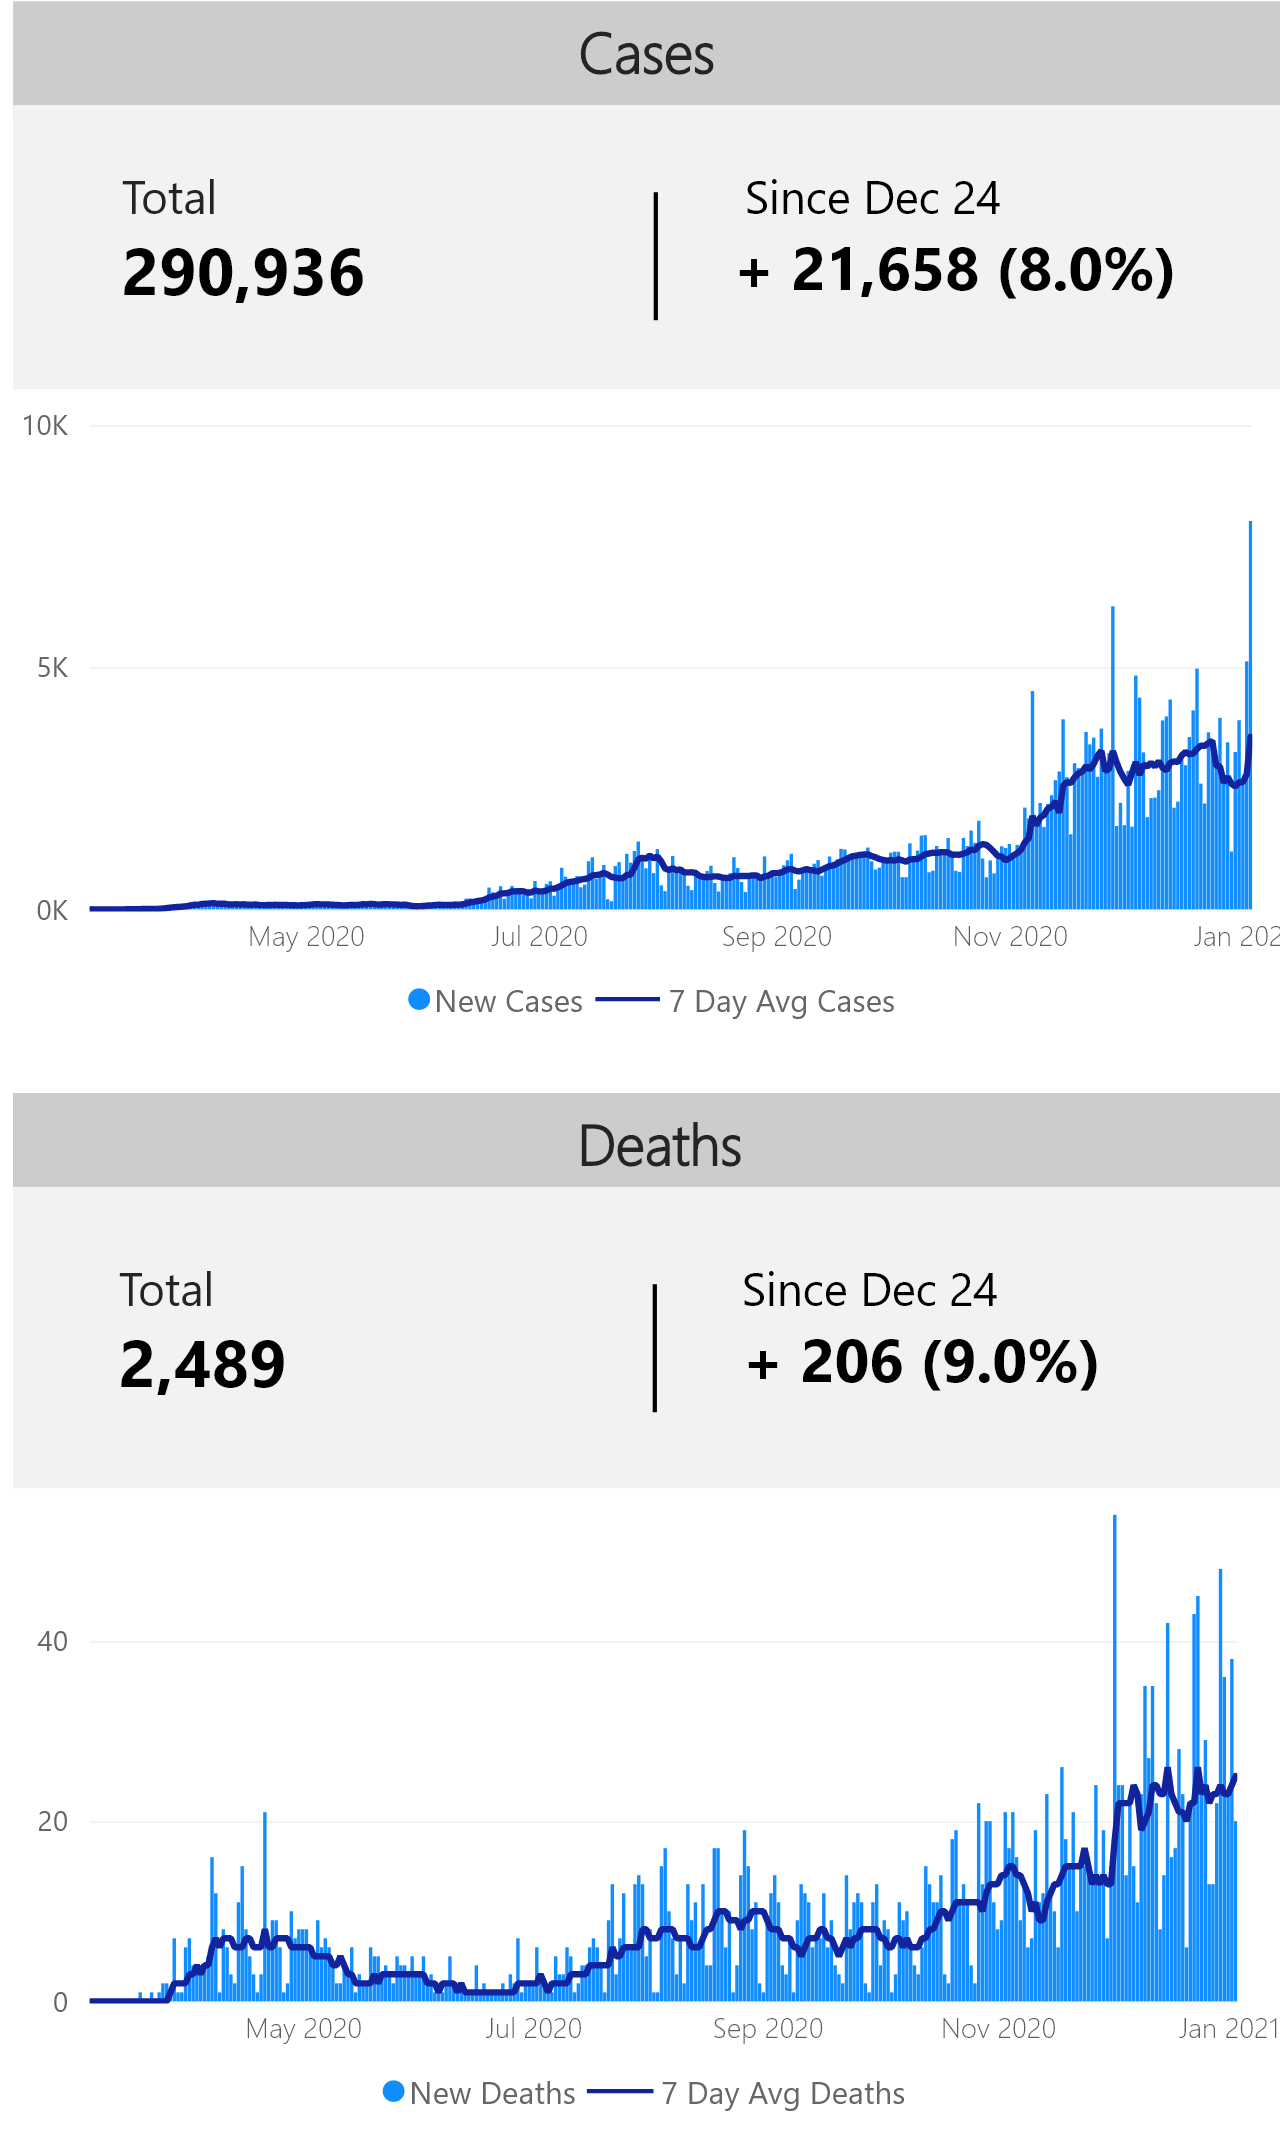 Cases
Total
Since Dec 24
290,936
+ 21,658 (8.0%)
10K
5K
0K
May 2020 Jul 2020 Sep 2020 Nov 2020 Jan 202
New Cases 7 Day Avg Cases
Deaths
Total
Since Dec 24
2,489
+ 206 (9.0%)
40
20
0
May 2020 Jul 2020 Sep 2020 Nov 2020 Jan 2021
New Deaths 7 Day Avg Deaths